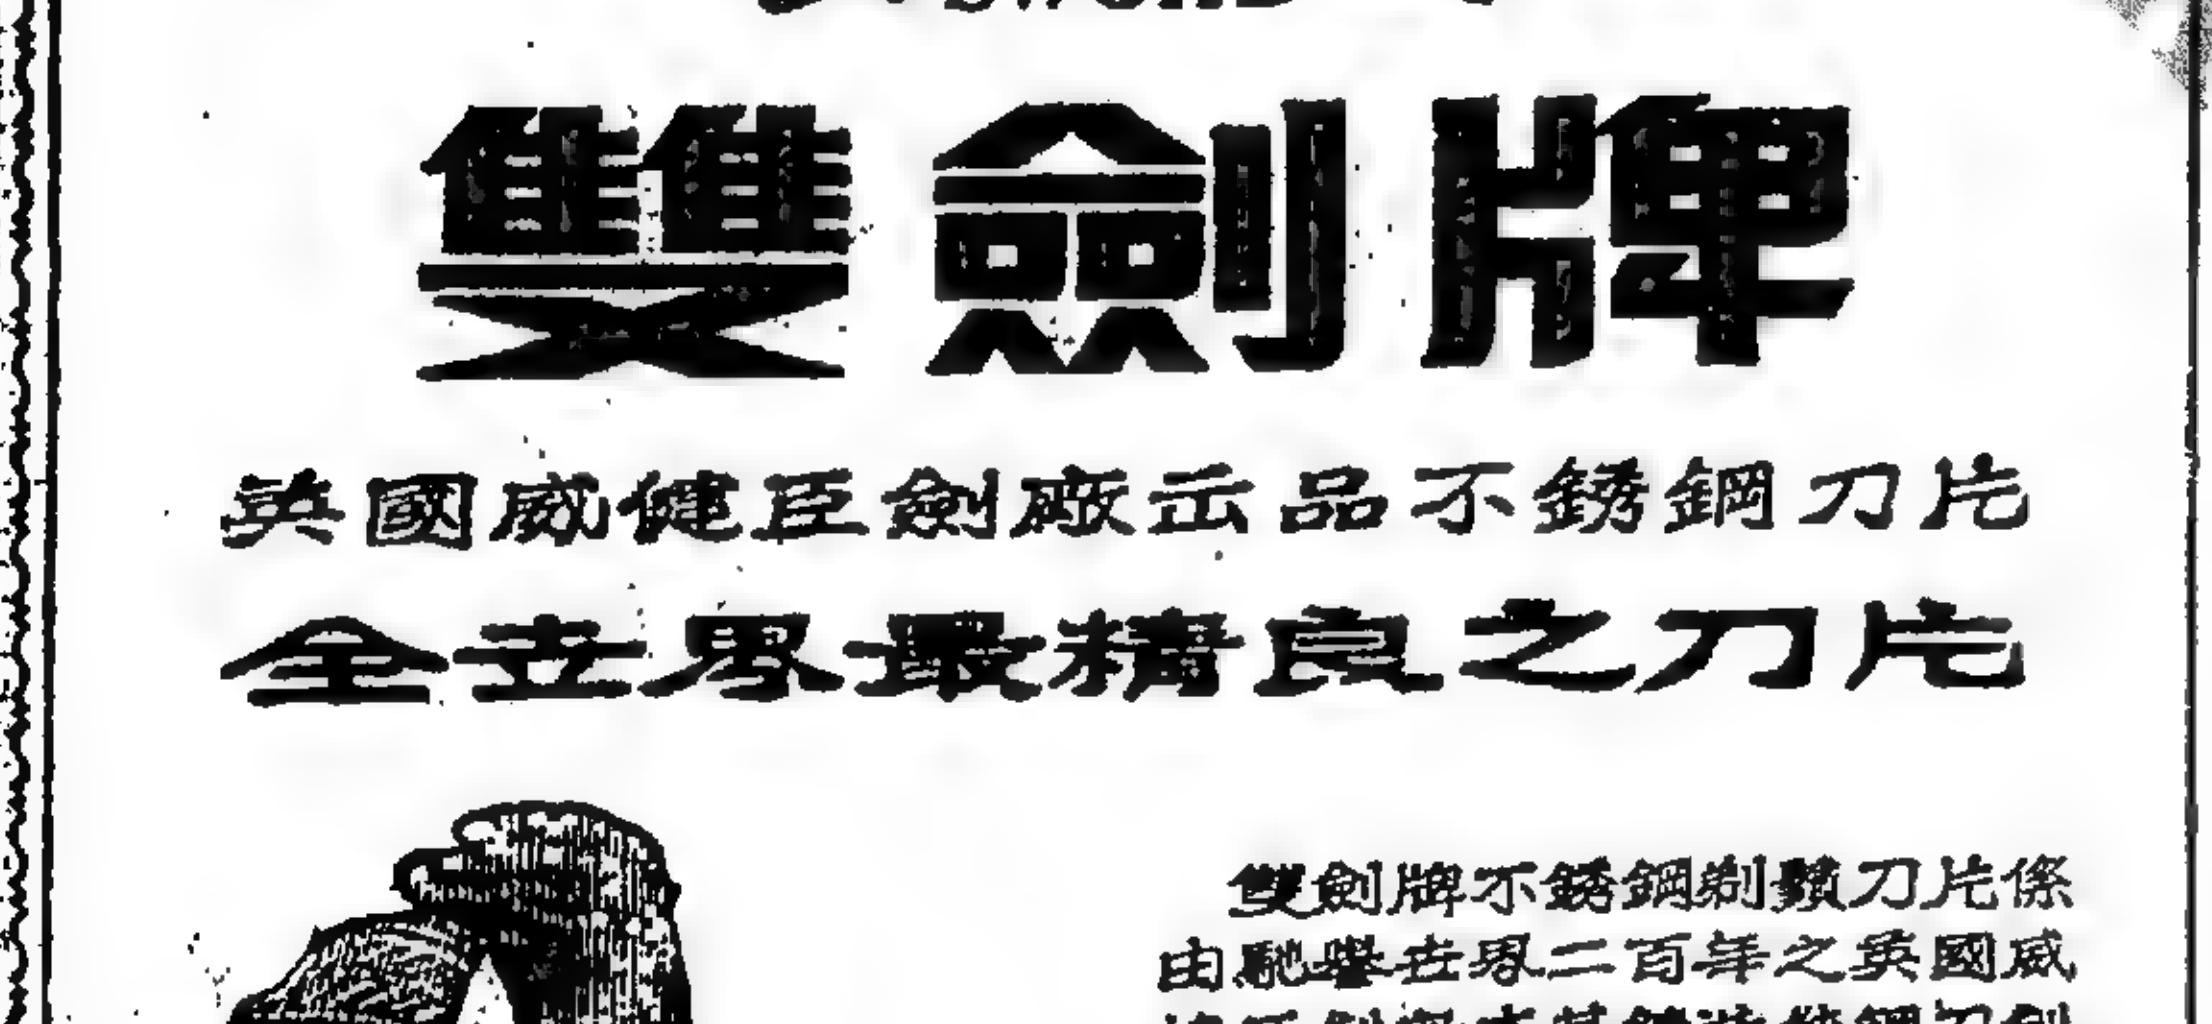 雙劍牌
英國威健臣劍廠出品不銹鋼刀片
全世界最精良之刀片
雙劍牌不銹鋼剃鬚刀片係
由馳譽世界二百年之英國威